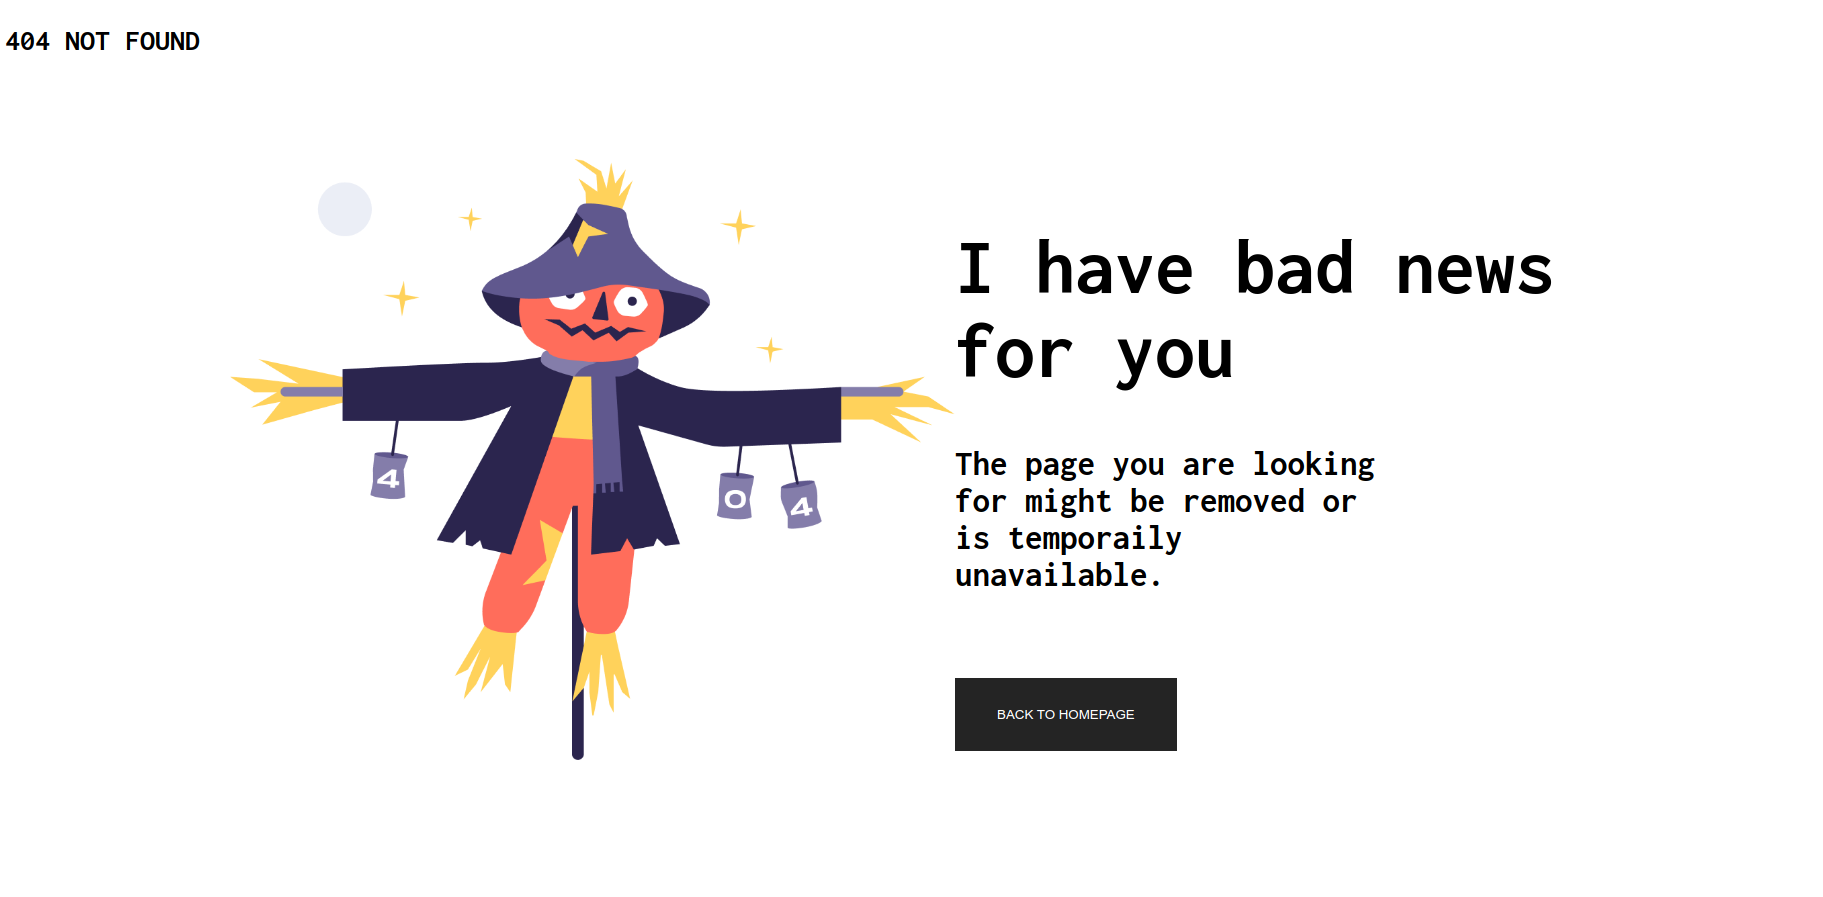 404 NOT FOUND
I have bad news
for you
The page you are looking
for might be removed or
is temporaily
unavailable.
4
0
4
BACK TO HOMEPAGE